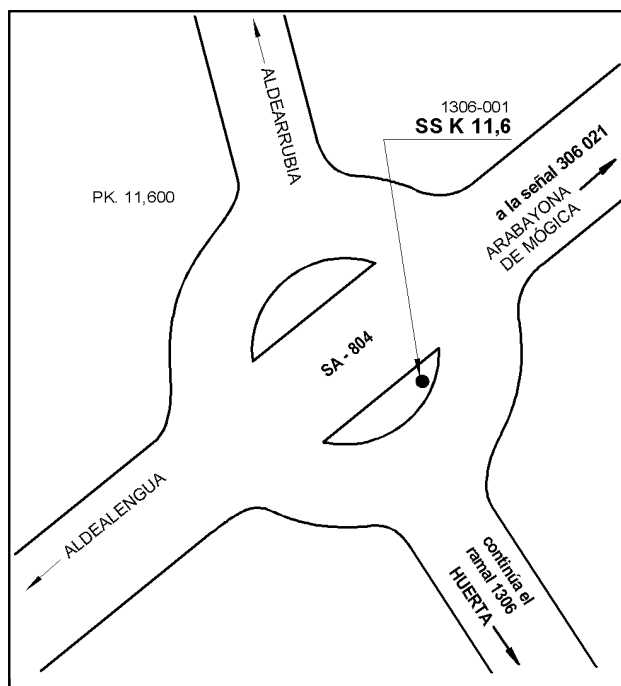 ALDEARRUBIA
1306-001
SS K 11,6
PK. 11,600
a la señal 306 021
ARABAYONA
DE MÓGICA
SA - 804
ALDEALENGUA
continúa el
ramal 1306
HUERTA